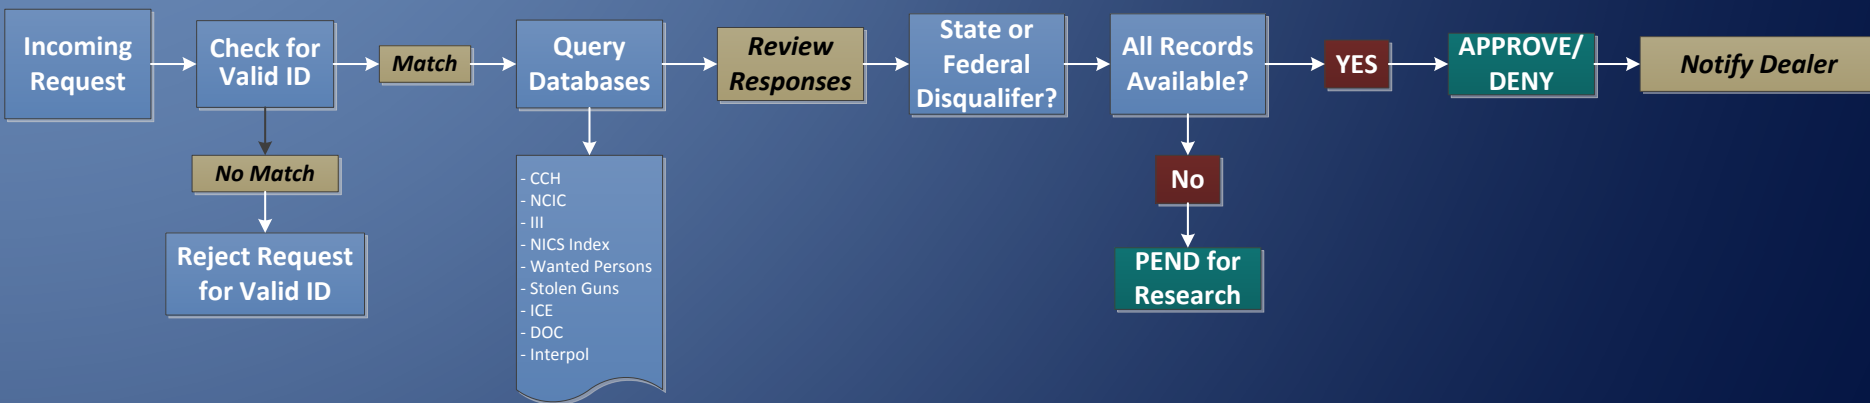 Incoming
Request
Check for
Valid ID
Match
No Match
Reject Request
for Valid ID
Query
Databases
- CCH
- NCIC
- III
- NICS Index
- Wanted Persons
- Stolen Guns
- ICE
- DOC
- Interpol
Review
Responses
State or
Federal
Disqualifer?
All Records
Available?
YES
No
PEND for
Research
APPROVE/
DENY
Notify Dealer